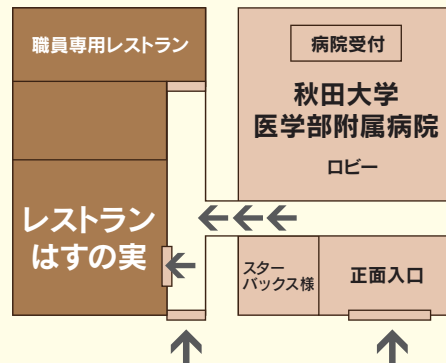 職員専用レストラン
病院受付
秋田大学
医学部附属病院
ロビー
レストラン
はすの実
スター
バックス様
正面入口